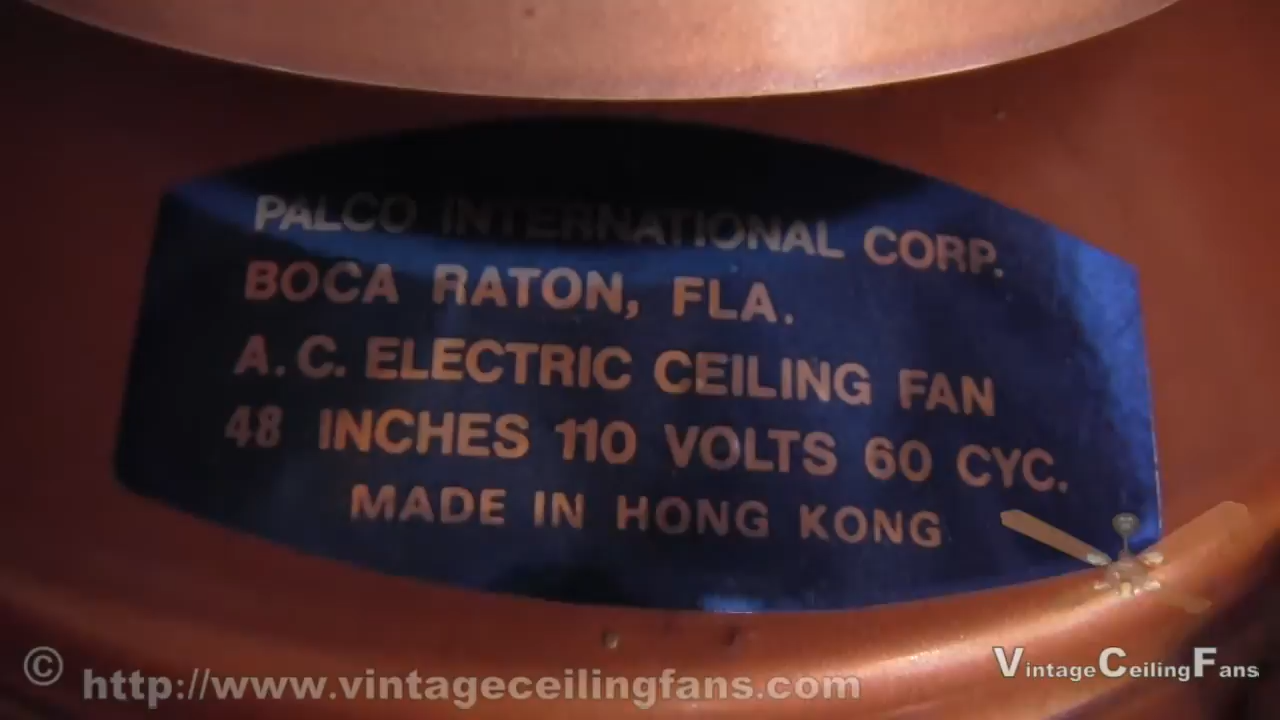 PALCO INTERNATIONAL CORP.
BOCA RATON, FLA.
A.C. ELECTRIC CEILING FAN
48 INCHES 110 VOLTS 60 CYC.
MADE IN HONG KONG
© http://www.vintageceilingfans.com
VintageCeilingFans